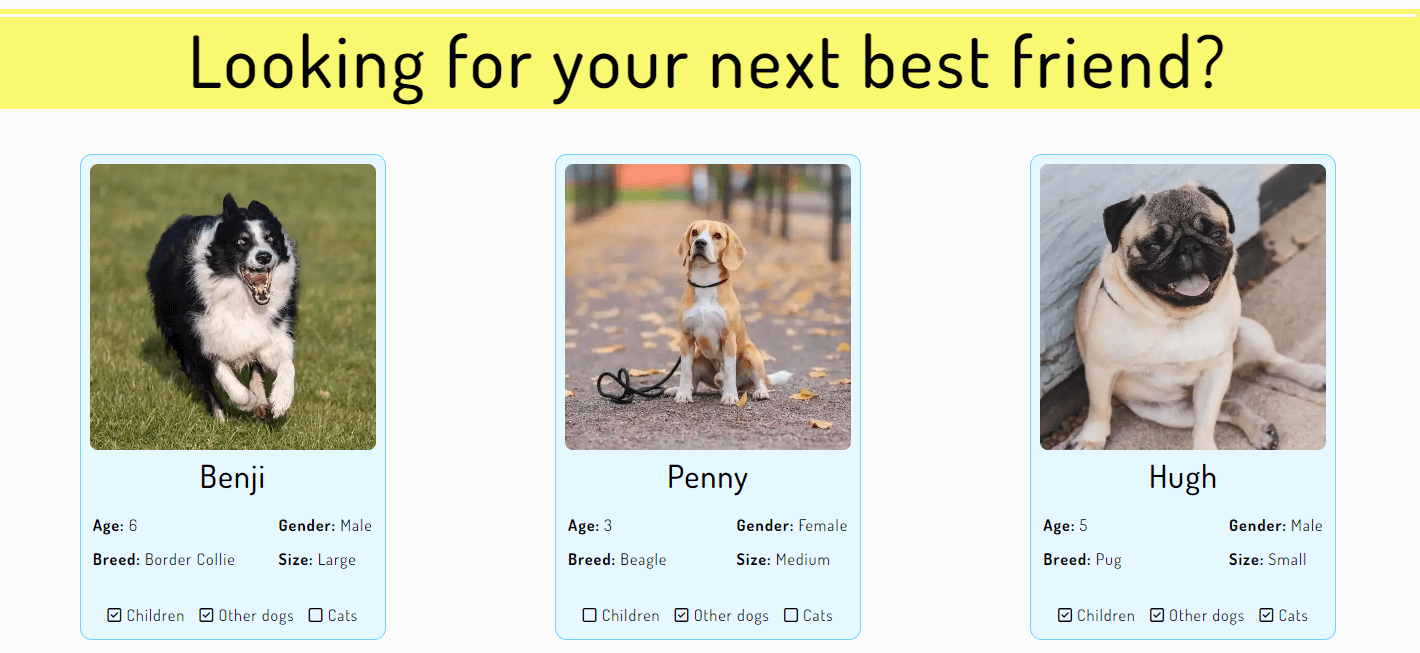 Looking for your next best friend?
Benji
Age: 6 Gender: Male
Breed: Border Collie Size: Large
☑ Children ☑ Other dogs ☐ Cats
Penny
Age: 3 Gender: Female
Breed: Beagle Size: Medium
☐ Children ☑ Other dogs ☐ Cats
Hugh
Age: 5 Gender: Male
Breed: Pug Size: Small
☑ Children ☑ Other dogs ☑ Cats